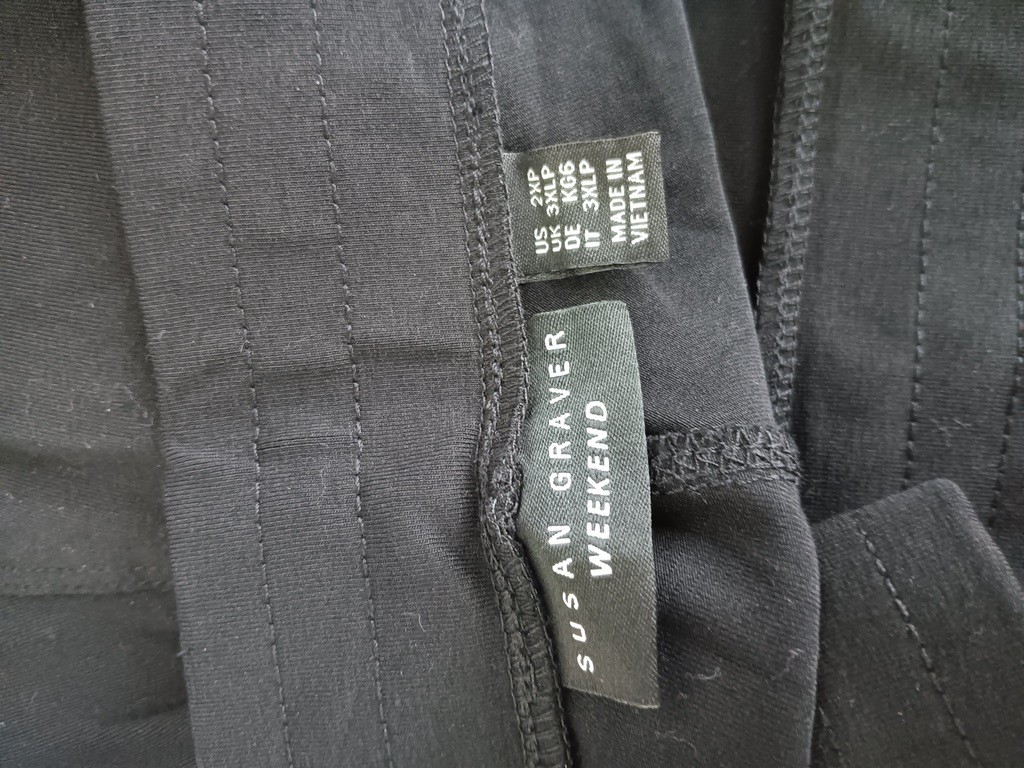 SUSAN GRAVER
WEEKEND
US 2XP
UK 3XLP
DE KG6
IT 3XLP
MADE IN
VIETNAM